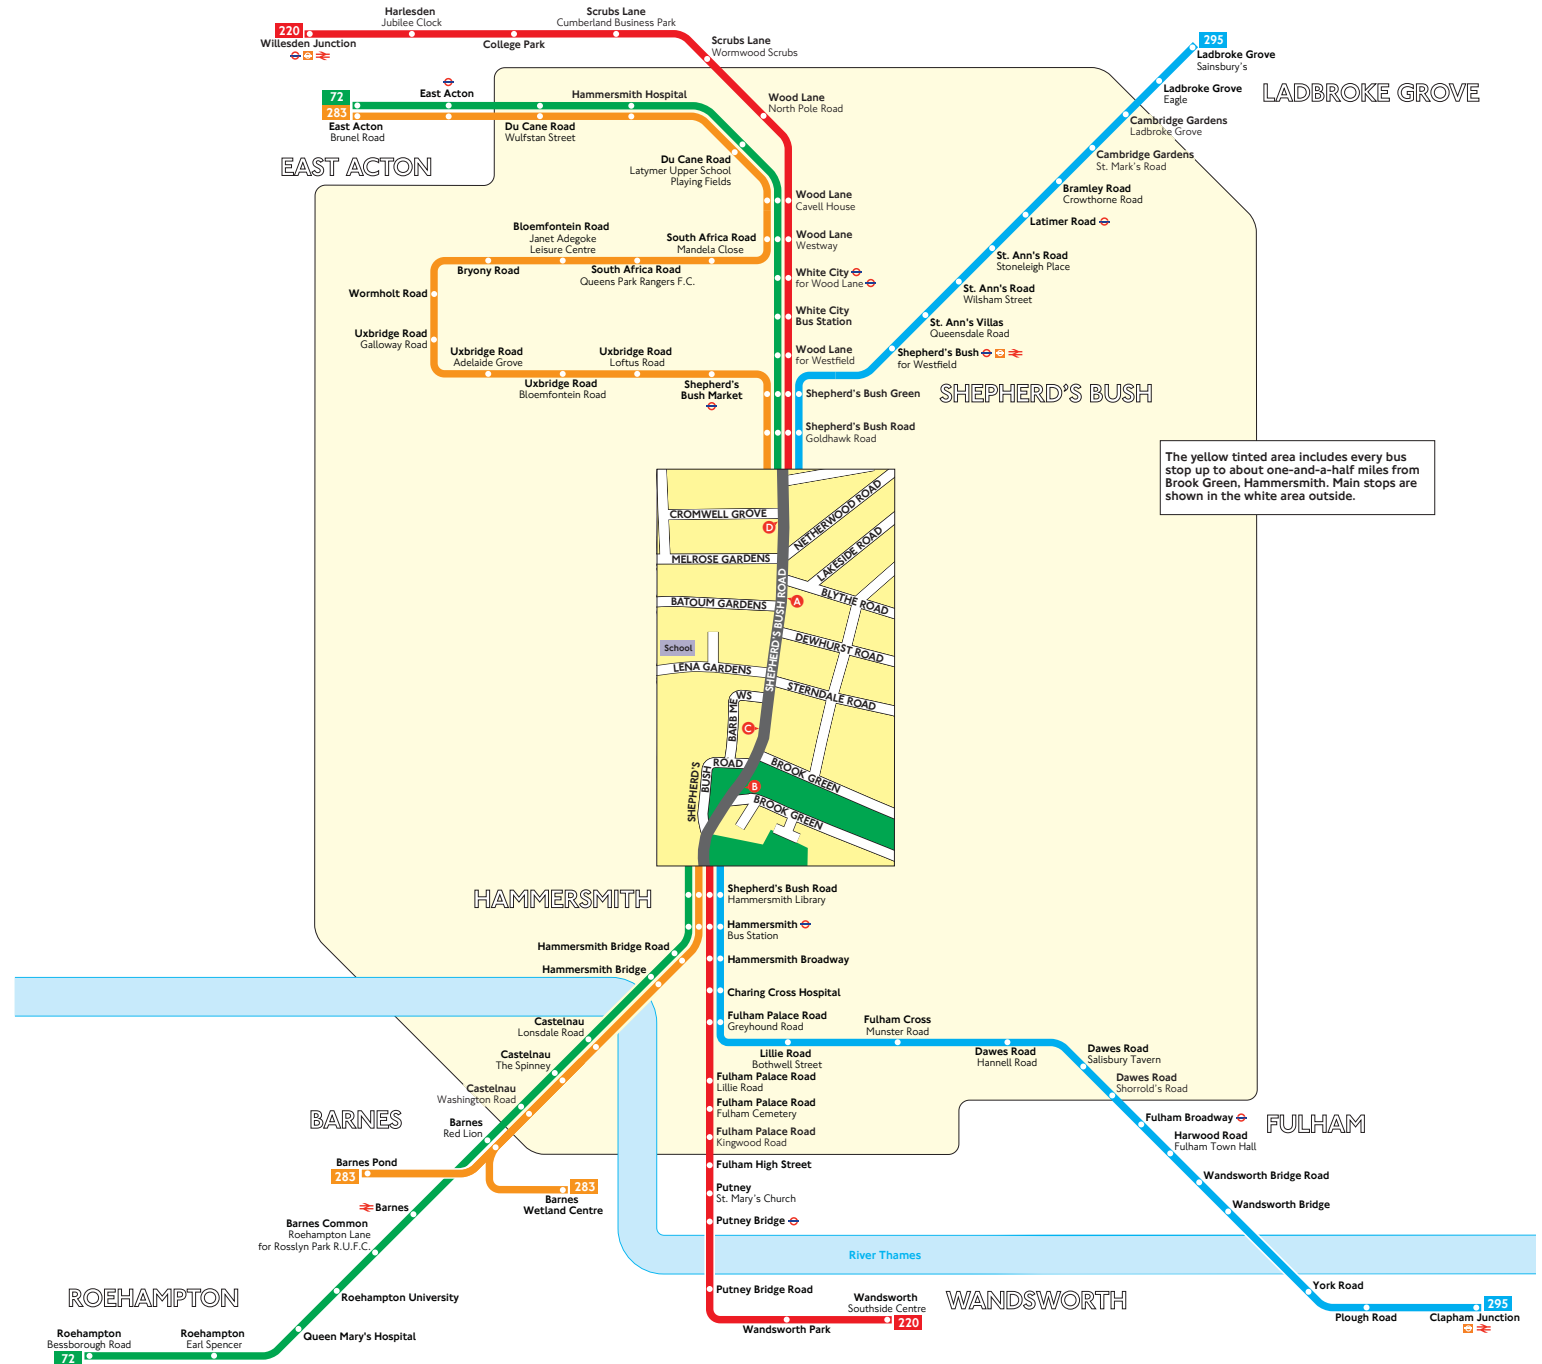 220
Willesden Junction
Harlesden
Jubilee Clock
College Park
Scrubs Lane
Cumberland Business Park
Scrubs Lane
Wormwood Scrubs
Wood Lane
North Pole Road
295
Ladbroke Grove
Sainsbury's
Ladbroke Grove
Eagle
Cambridge Gardens
Ladbroke Grove
Cambridge Gardens
St. Mark's Road
Bramley Road
Crowthorne Road
Latimer Road
St. Ann's Road
Stoneleigh Place
St. Ann's Road
Wilsham Street
St. Ann's Villas
Queensdale Road
Shepherd's Bush
for Westfield
LADBROKE GROVE
72
283
East Acton
East Acton
Brunel Road
Hammersmith Hospital
Du Cane Road
Wulfstan Street
Du Cane Road
Latymer Upper School
Playing Fields
EAST ACTON
Wood Lane
Cavell House
Wood Lane
Westway
White City
for Wood Lane
White City
Bus Station
Wood Lane
for Westfield
Shepherd's Bush Green
Shepherd's Bush Road
Goldhawk Road
South Africa Road
Mandela Close
South Africa Road
Queens Park Rangers F.C.
Bloemfontein Road
Janet Adegoke
Leisure Centre
Bryony Road
Wormholt Road
Uxbridge Road
Galloway Road
Uxbridge Road
Adelaide Grove
Uxbridge Road
Bloemfontein Road
Uxbridge Road
Loftus Road
Shepherd's
Bush Market
SHEPHERD'S BUSH
The yellow tinted area includes every bus
stop up to about one-and-a-half miles from
Brook Green, Hammersmith. Main stops are
shown in the white area outside.
CROMWELL GROVE
D
NETHERWOOD ROAD
MELROSE GARDENS
LAKESIDE ROAD
BATOUM GARDENS
A
BLYTHE ROAD
SHEPHERD'S BUSH ROAD
School
DEWHURST ROAD
LENA GARDENS
STERNDALE ROAD
BARB MEWS
C
SHEPHERD'S
BUSH
ROAD
BROOK GREEN
B
BROOK GREEN
HAMMERSMITH
Shepherd's Bush Road
Hammersmith Library
Hammersmith
Bus Station
Hammersmith Broadway
Charing Cross Hospital
Fulham Palace Road
Greyhound Road
Hammersmith Bridge Road
Hammersmith Bridge
Castelnau
Lonsdale Road
Castelnau
The Spinney
Castelnau
Washington Road
Barnes
Red Lion
BARNES
Barnes Pond
283
283
Barnes
Wetland Centre
Barnes
Barnes Common
Roehampton Lane
for Rosslyn Park R.U.F.C.
Roehampton University
Queen Mary's Hospital
ROEHAMPTON
Roehampton
Earl Spencer
Roehampton
Bessborough Road
72
Fulham Palace Road
Lillie Road
Fulham Palace Road
Fulham Cemetery
Fulham Palace Road
Kingwood Road
Fulham High Street
Putney
St. Mary's Church
Putney Bridge
River Thames
Putney Bridge Road
Wandsworth Park
Wandsworth
Southside Centre
220
WANDSWORTH
Lillie Road
Bothwell Street
Fulham Cross
Munster Road
Dawes Road
Hannell Road
Dawes Road
Salisbury Tavern
Dawes Road
Shorrold's Road
Fulham Broadway
FULHAM
Harwood Road
Fulham Town Hall
Wandsworth Bridge Road
Wandsworth Bridge
York Road
Plough Road
295
Clapham Junction